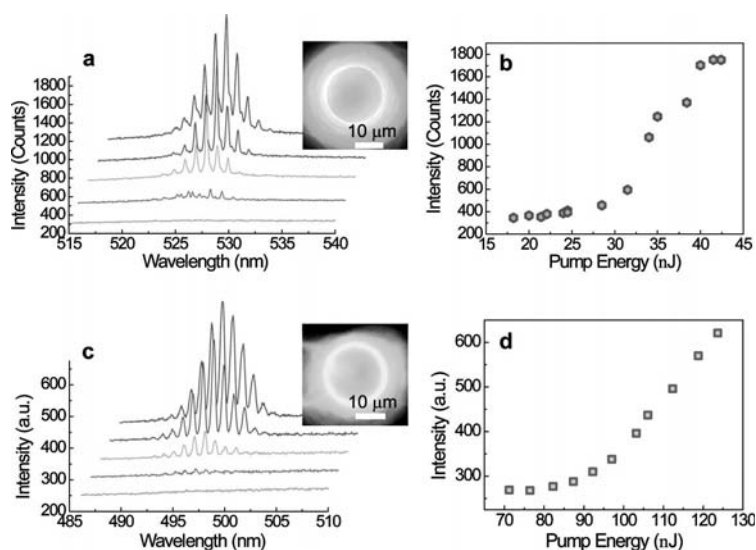 a
1800
1600
1400
1200
1000
800
600
400
200
Intensity (Counts)
515 520 525 530 535 540
Wavelength (nm)
10 μm
b
1800
1600
1400
1200
1000
800
600
400
200
Intensity (Counts)
15 20 25 30 35 40 45
Pump Energy (nJ)
c
600
500
400
300
200
Intensity (a.u.)
485 490 495 500 505 510
Wavelength (nm)
10 μm
d
600
500
400
300
Intensity (a.u.)
70 80 90 100 110 120 130
Pump Energy (nJ)